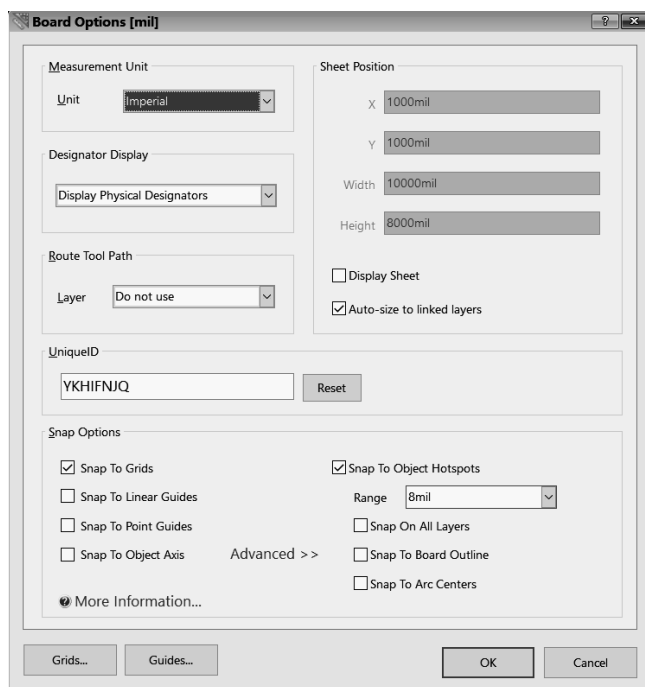 Board Options [mil]
Measurement Unit
Unit
Imperial
Designator Display
Display Physical Designators
Route Tool Path
Layer
Do not use
Sheet Position
X
1000mil
Y
1000mil
Width
10000mil
Height
8000mil
Display Sheet
Auto-size to linked layers
UniqueID
YKHIFNJQ
Reset
Snap Options
Snap To Grids
Snap To Linear Guides
Snap To Point Guides
Snap To Object Axis
Advanced >>
Snap To Object Hotspots
Range
8mil
Snap On All Layers
Snap To Board Outline
Snap To Arc Centers
More Information...
Grids...
Guides...
OK
Cancel